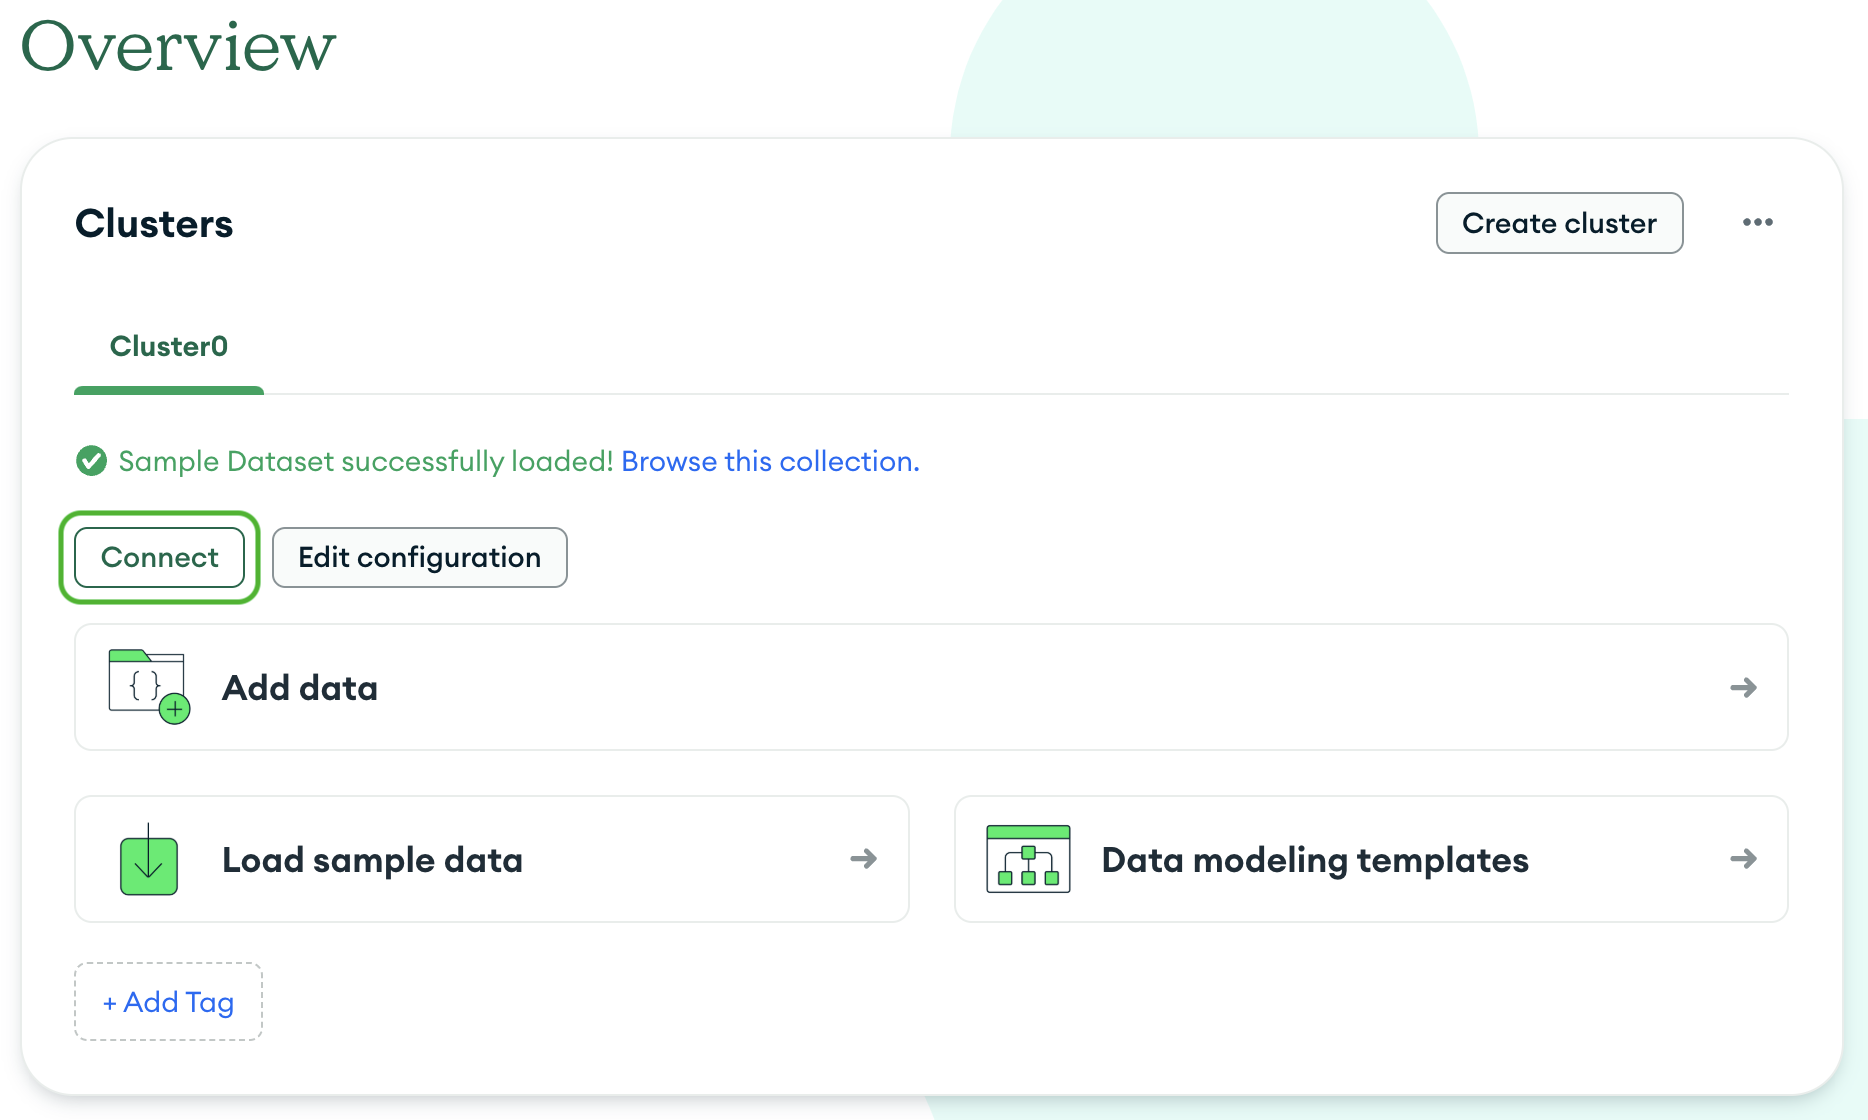 Overview
Clusters
Create cluster
Cluster0
Sample Dataset successfully loaded! Browse this collection.
Connect
Edit configuration
{ }
Add data
Load sample data
Data modeling templates
+ Add Tag